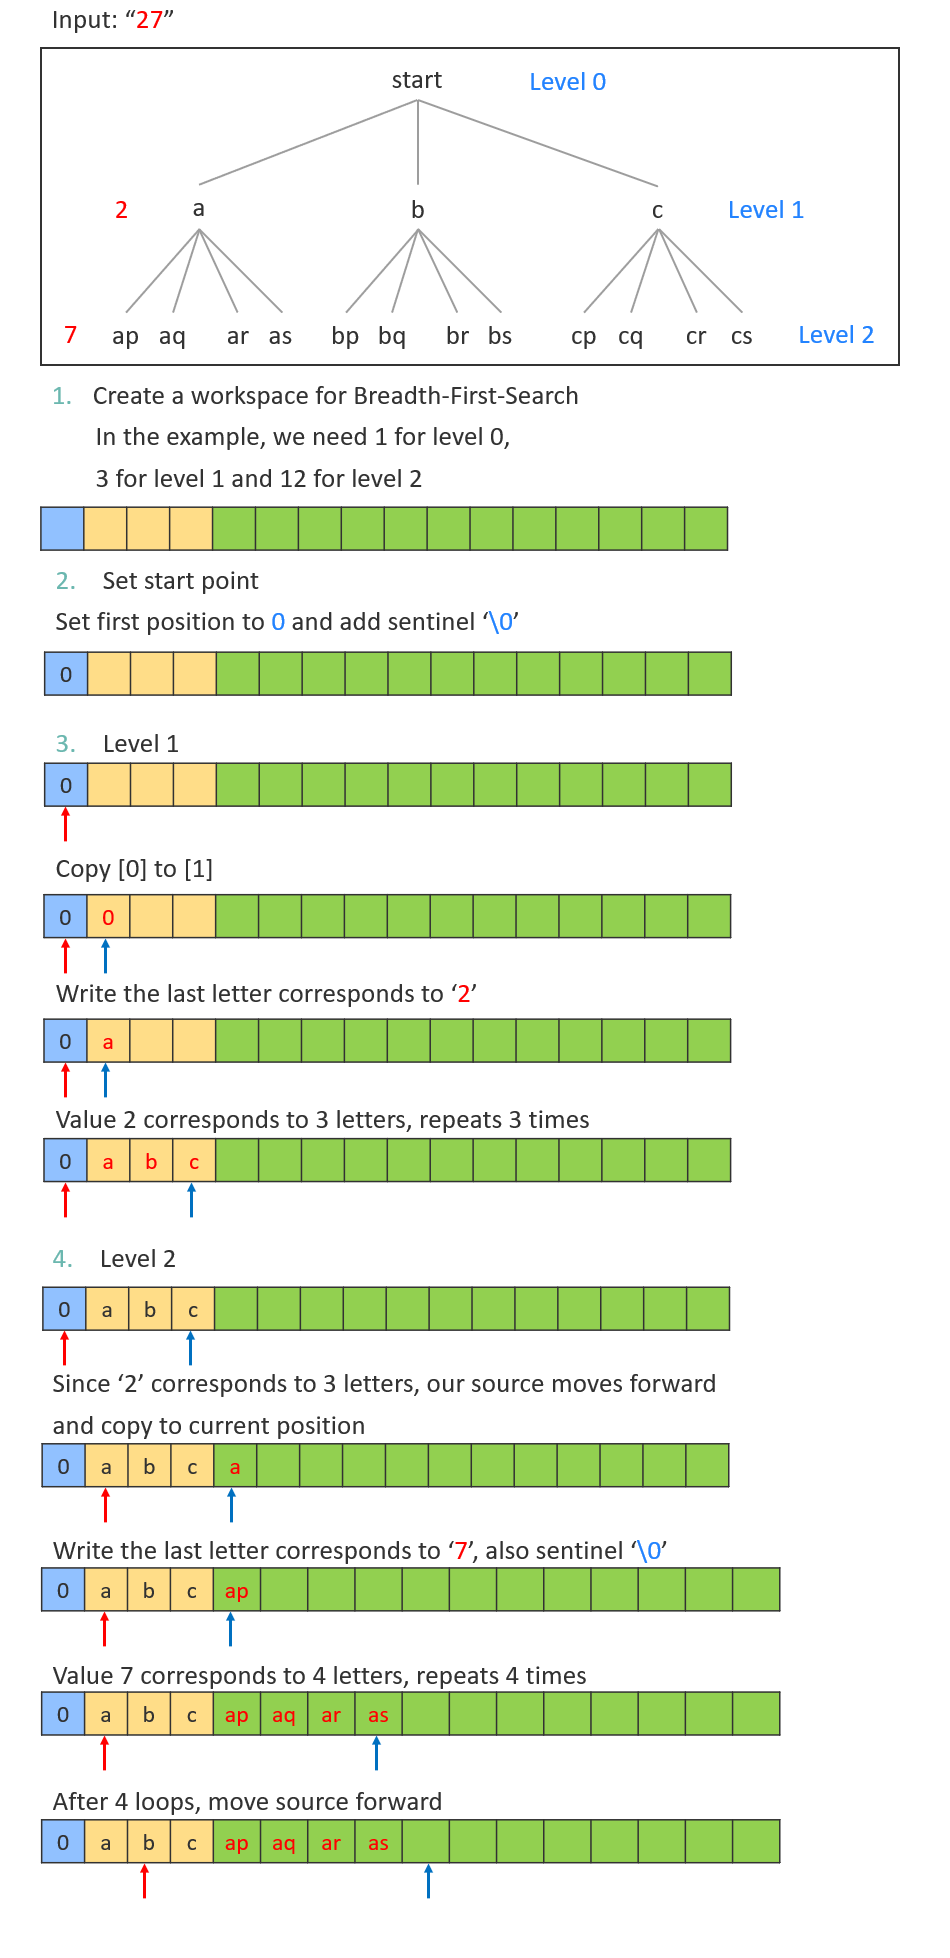 Input: “27”
start Level 0
2 a b c Level 1
7 ap aq ar as bp bq br bs cp cq cr cs Level 2
1. Create a workspace for Breadth-First-Search
In the example, we need 1 for level 0,
3 for level 1 and 12 for level 2
2. Set start point
Set first position to 0 and add sentinel ‘\0’
0
3. Level 1
0
Copy [0] to [1]
0 0
Write the last letter corresponds to ‘2’
0 a
Value 2 corresponds to 3 letters, repeats 3 times
0 a b c
4. Level 2
0 a b c
Since ‘2’ corresponds to 3 letters, our source moves forward
and copy to current position
0 a b c a
Write the last letter corresponds to ‘7’, also sentinel ‘\0’
0 a b c ap
Value 7 corresponds to 4 letters, repeats 4 times
0 a b c ap aq ar as
After 4 loops, move source forward
0 a b c ap aq ar as